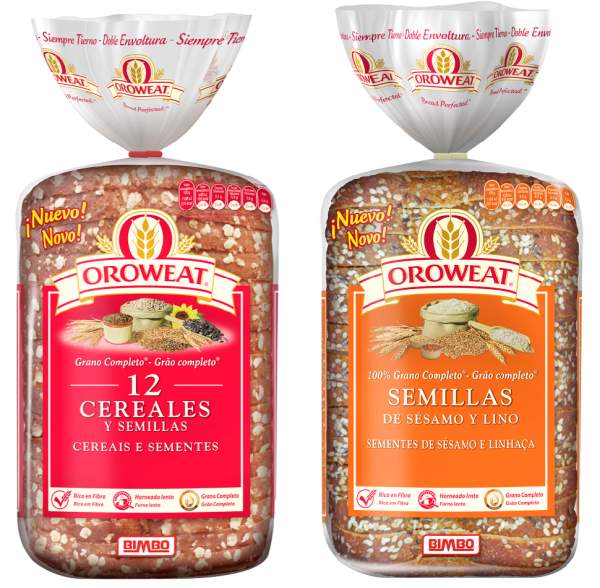 - Siempre Tierno - Doble Envoltura - Siempre Tierno
OROWEAT
Bread Perfected.™
¡Nuevo!
Novo!
OROWEAT®
Grano Completo® - Grão completo®
12
CEREALES
Y SEMILLAS
CEREAIS E SEMENTES
Rico en Fibra
Rico em Fibra
Horneado lento
Forno lento
Grano Completo
Grão Completo
BIMBO
Siempre Tierno - Doble Envoltura - Siempre Tierno - Doble
OROWEAT
OROWEAT
Bread Perfected.™
¡Nuevo!
Novo!
OROWEAT®
100% Grano Completo® - Grão completo®
SEMILLAS
DE SÉSAMO Y LINO
SEMENTES DE SÉSAMO E LINHAÇA
Rico en Fibra
Rico em Fibra
Horneado lento
Forno lento
Grano Completo
Grão Completo
BIMBO